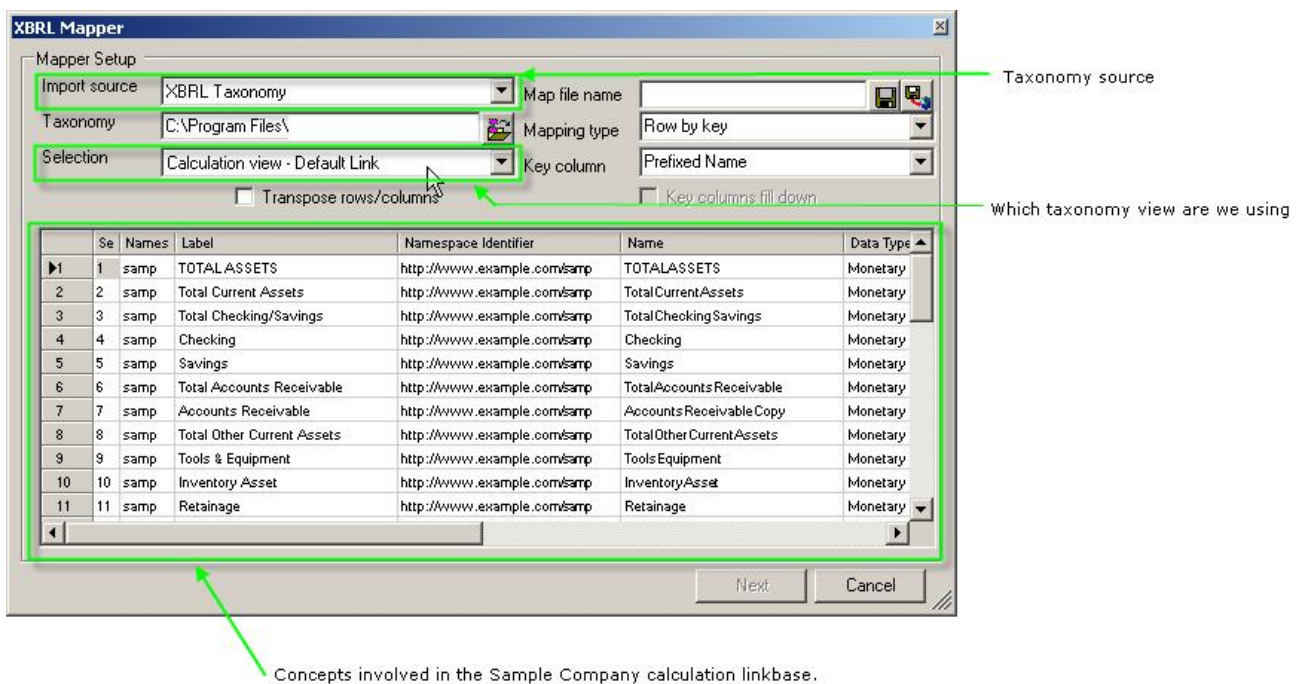 XBRL Mapper
Mapper Setup
Import source XBRL Taxonomy Map file name
Taxonomy source
Taxonomy C:\Program Files\ Mapping type Row by key
Selection Calculation view - Default Link Key column Prefixed Name
Transpose rows/columns Key columns fill down
Which taxonomy view are we using
Se Names Label Namespace Identifier Name Data Type
1 1 samp TOTAL ASSETS http://www.example.com/samp TOTALASSETS Monetary
2 2 samp Total Current Assets http://www.example.com/samp TotalCurrentAssets Monetary
3 3 samp Total Checking/Savings http://www.example.com/samp TotalCheckingSavings Monetary
4 4 samp Checking http://www.example.com/samp Checking Monetary
5 5 samp Savings http://www.example.com/samp Savings Monetary
6 6 samp Total Accounts Receivable http://www.example.com/samp TotalAccountsReceivable Monetary
7 7 samp Accounts Receivable http://www.example.com/samp AccountsReceivableCopy Monetary
8 8 samp Total Other Current Assets http://www.example.com/samp TotalOtherCurrentAssets Monetary
9 9 samp Tools & Equipment http://www.example.com/samp ToolsEquipment Monetary
10 10 samp Inventory Asset http://www.example.com/samp InventoryAsset Monetary
11 11 samp Retainage http://www.example.com/samp Retainage Monetary
Next Cancel
Concepts involved in the Sample Company calculation linkbase.